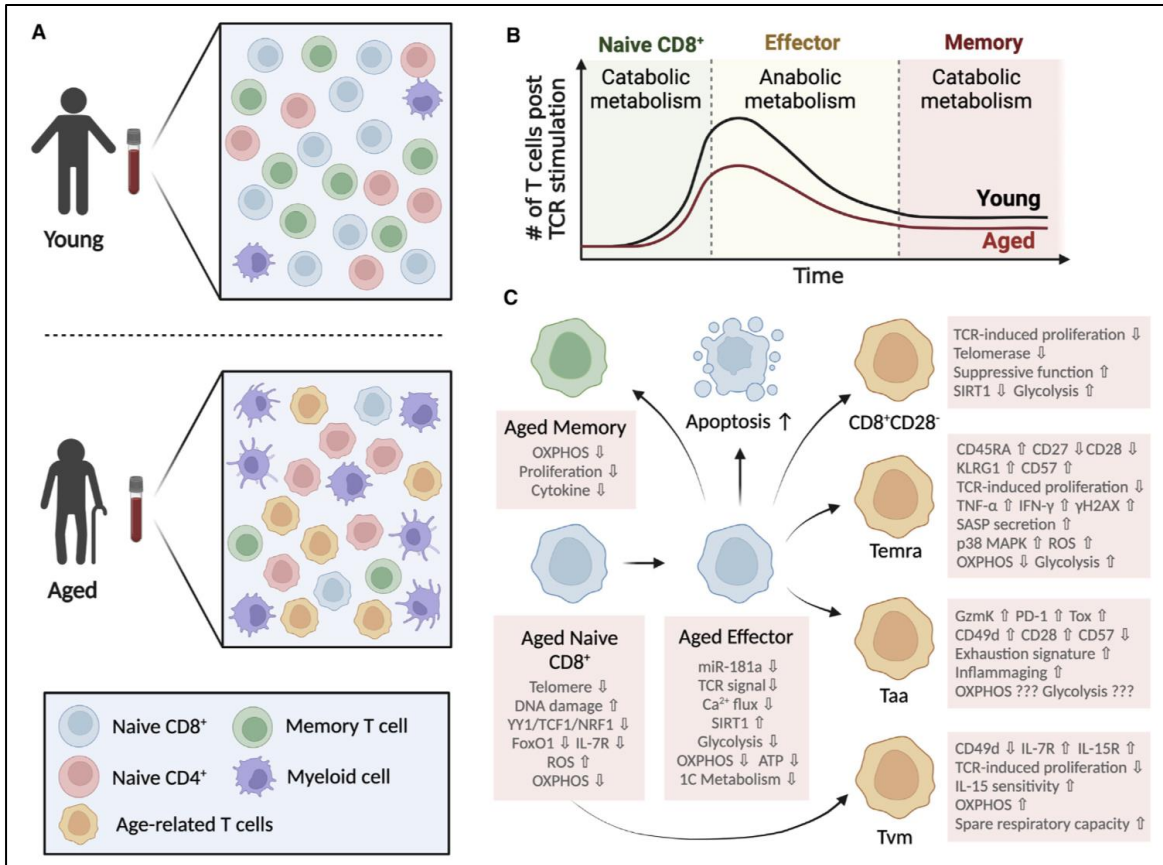 A
Young
Aged
Naive CD8⁺
Memory T cell
Naive CD4⁺
Myeloid cell
Age-related T cells
B
Naive CD8⁺
Effector
Memory
Catabolic
metabolism
Anabolic
metabolism
Catabolic
metabolism
# of T cells post
TCR stimulation
Young
Aged
Time
C
Aged Memory
OXPHOS ⇩
Proliferation ⇩
Cytokine ⇩
Apoptosis ↑
CD8⁺CD28⁻
TCR-induced proliferation ⇩
Telomerase ⇩
Suppressive function ⇧
SIRT1 ⇩ Glycolysis ⇧
Temra
CD45RA ⇧ CD27 ⇩CD28 ⇩
KLRG1 ⇧ CD57 ⇧
TCR-induced proliferation ⇩
TNF-α ⇧ IFN-γ ⇧ γH2AX ⇧
SASP secretion ⇧
p38 MAPK ⇧ ROS ⇧
OXPHOS ⇩ Glycolysis ⇧
Aged Naive
CD8⁺
Telomere ⇩
DNA damage ⇧
YY1/TCF1/NRF1 ⇩
FoxO1 ⇩ IL-7R ⇩
ROS ⇧
OXPHOS ⇩
Aged Effector
miR-181a ⇩
TCR signal⇩
Ca²⁺ flux ⇩
SIRT1 ⇧
Glycolysis ⇩
OXPHOS ⇩ ATP ⇩
1C Metabolism ⇩
Taa
GzmK ⇧ PD-1 ⇧ Tox ⇧
CD49d ⇧ CD28 ⇧ CD57 ⇩
Exhaustion signature ⇧
Inflammaging ⇧
OXPHOS ??? Glycolysis ???
Tvm
CD49d ⇩ IL-7R ⇧ IL-15R ⇧
TCR-induced proliferation ⇩
IL-15 sensitivity ⇧
OXPHOS ⇧
Spare respiratory capacity ⇧